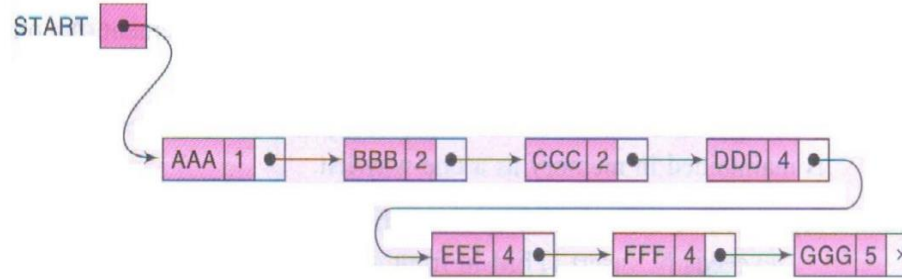 START
AAA 1 BBB 2 CCC 2 DDD 4
EEE 4 FFF 4 GGG 5 ×